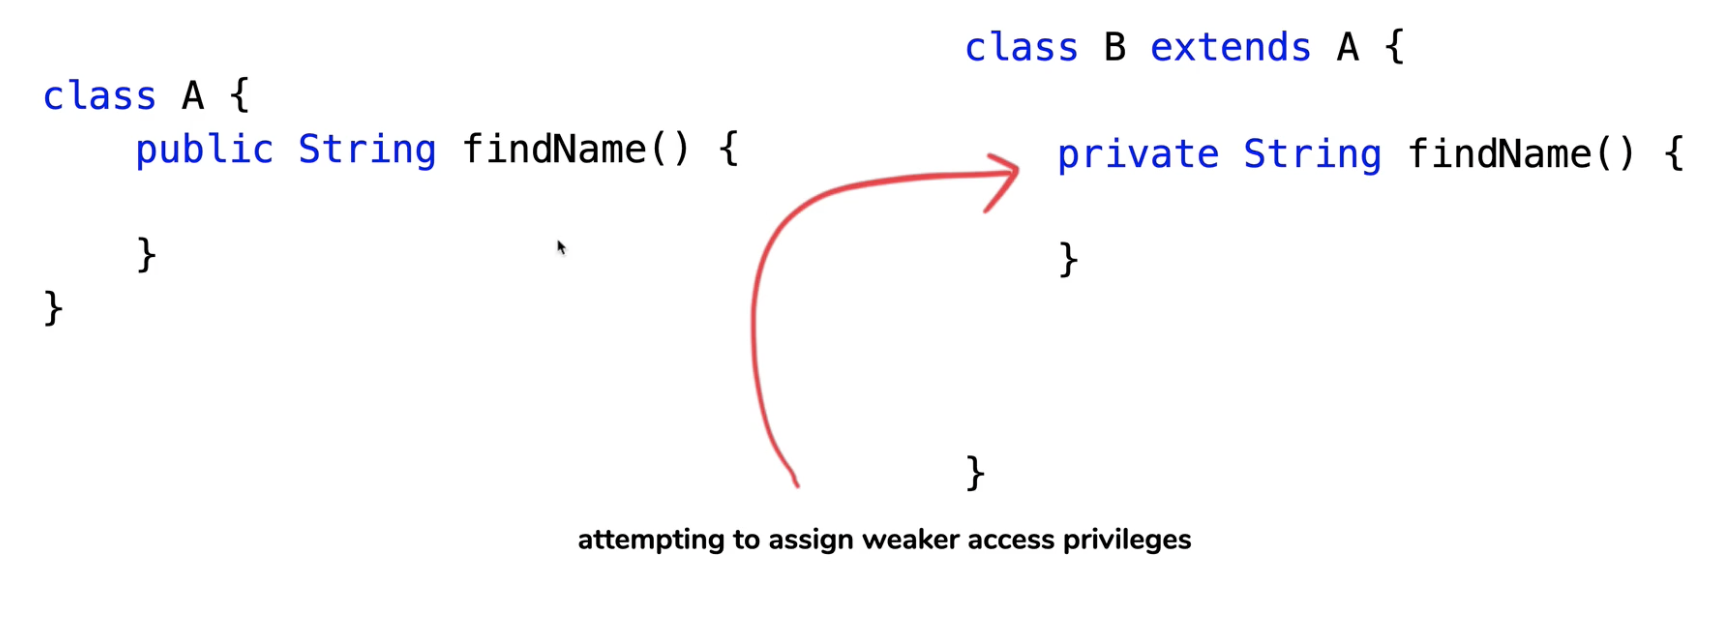 class A {
    public String findName() {
    }
}
class B extends A {
    private String findName() {
    }
}
attempting to assign weaker access privileges